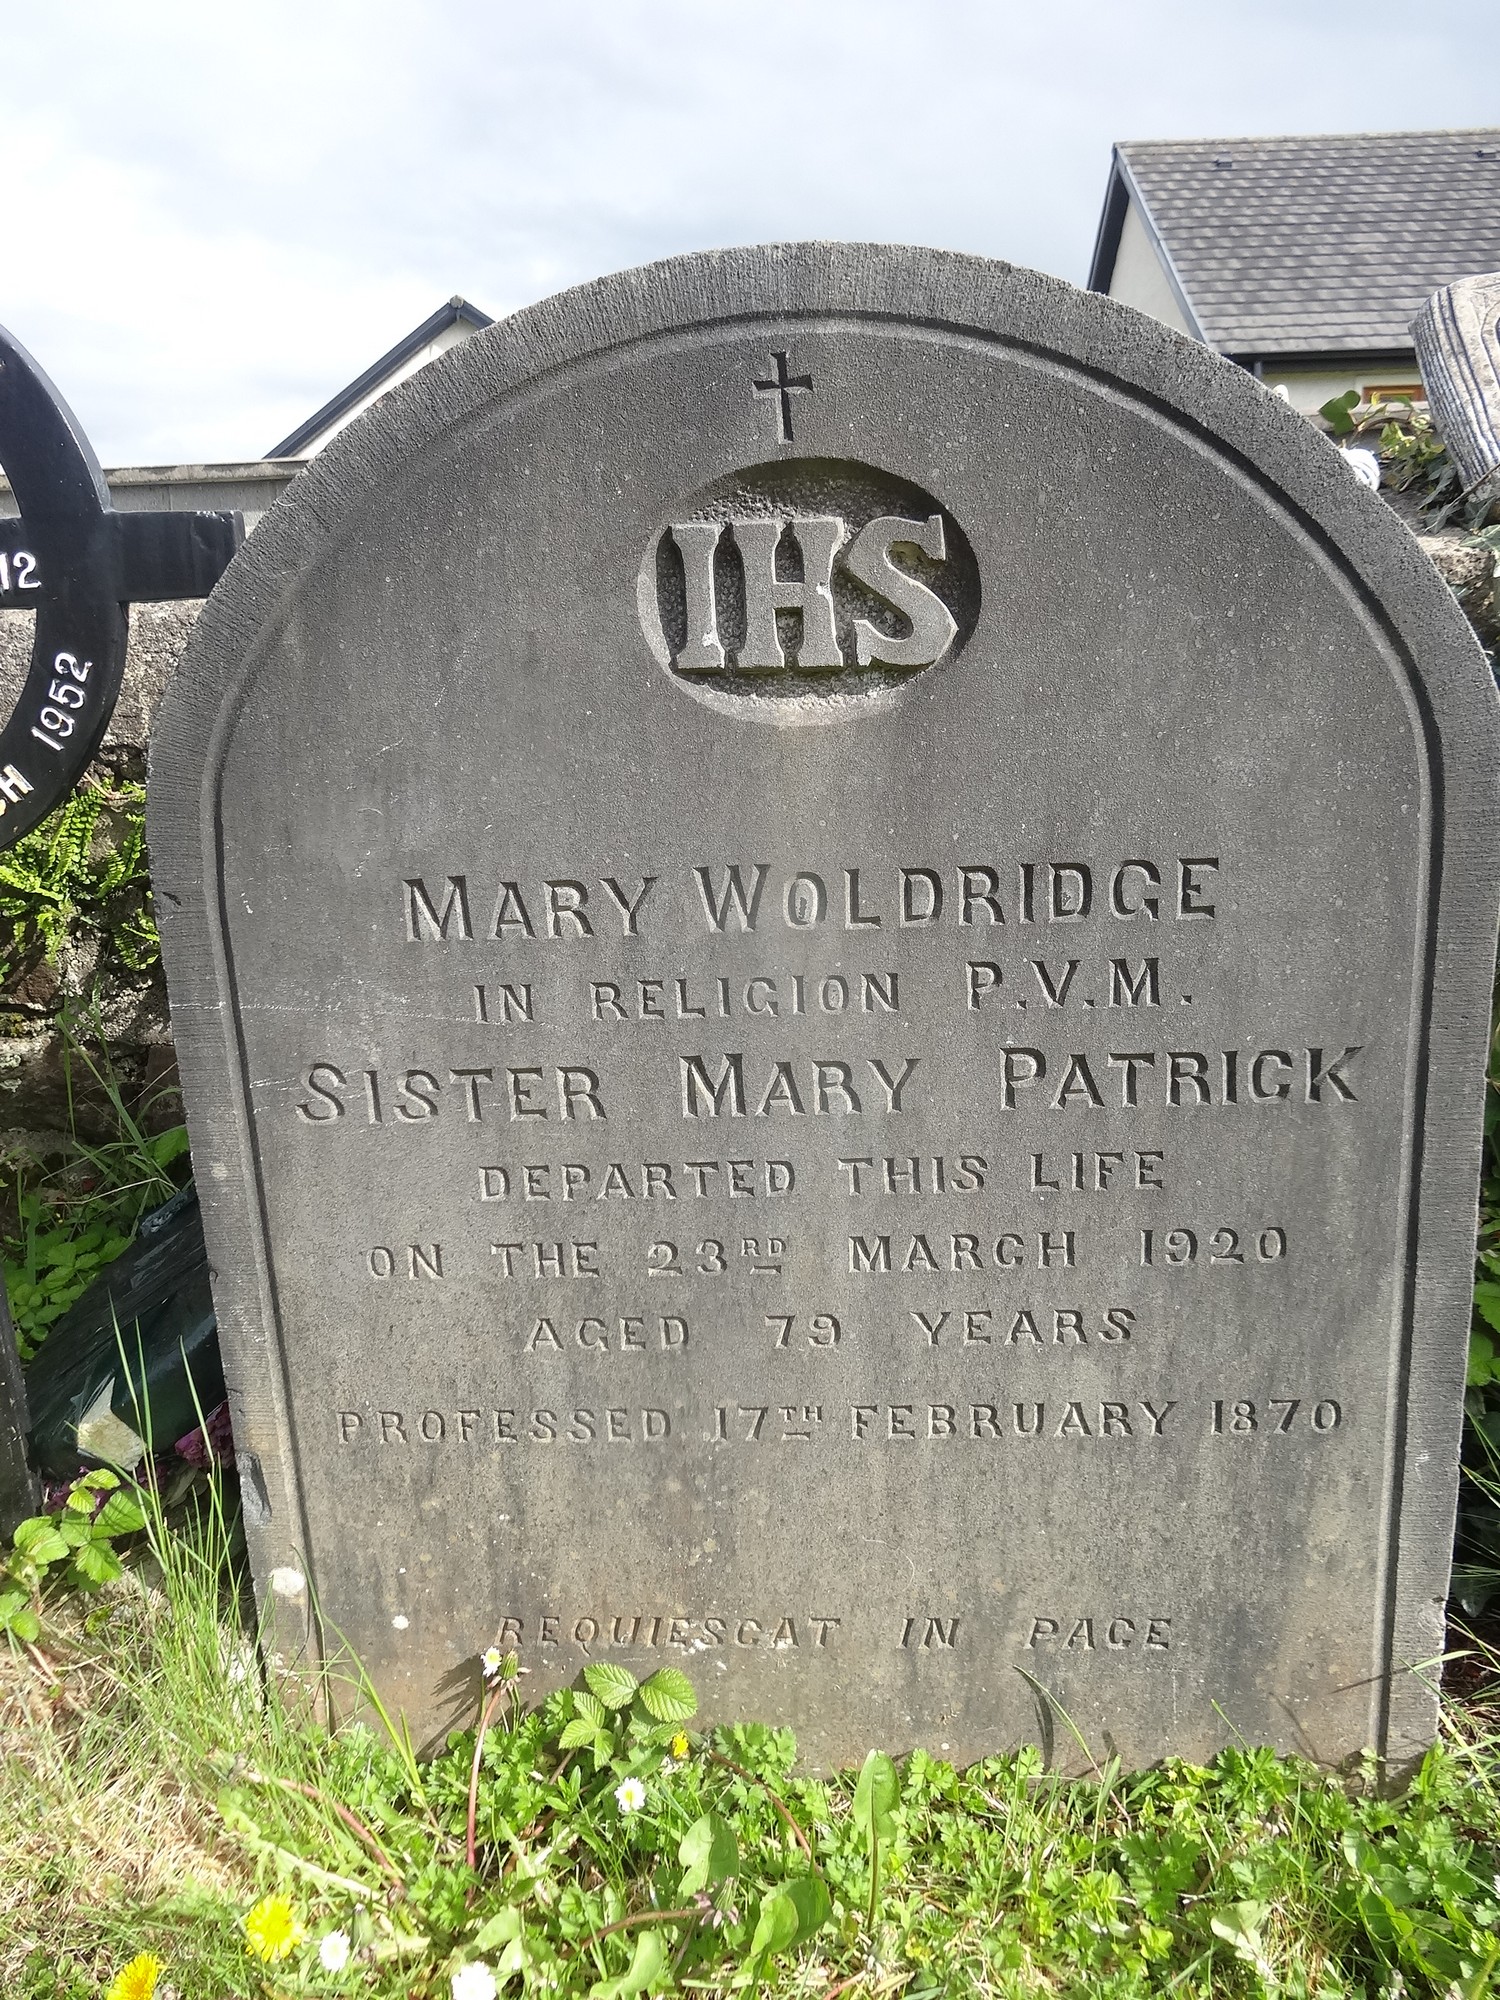 IHS
MARY WOLDRIDGE
IN RELIGION P.V.M.
SISTER MARY PATRICK
DEPARTED THIS LIFE
ON THE 23RD MARCH 1920
AGED 79 YEARS
PROFESSED 17TH FEBRUARY 1870
REQUIESCAT IN PACE
12
1952